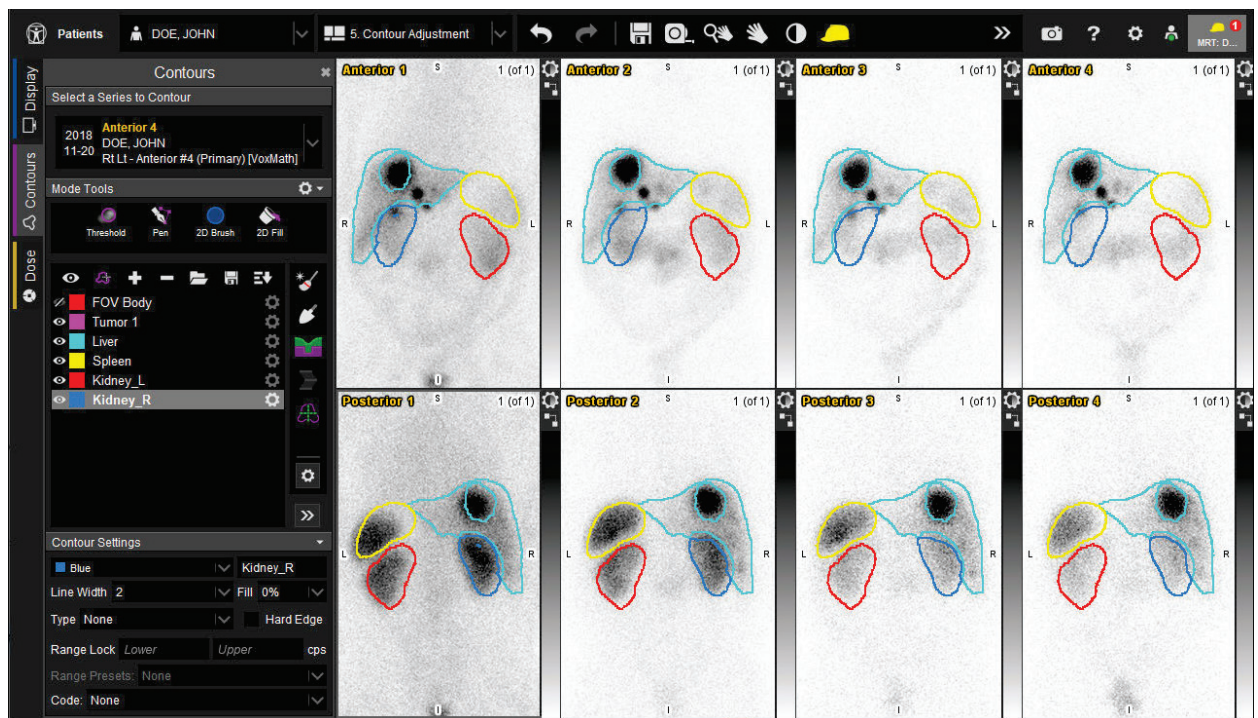 Patients DOE, JOHN 5. Contour Adjustment » ? 1 MRT: D...
Display
Contours
Dose
Contours
Select a Series to Contour
2018 11-20
Anterior 4
DOE, JOHN
Rt Lt - Anterior #4 (Primary) [VoxMath]
Mode Tools
Threshold Pen 2D Brush 2D Fill
FOV Body
Tumor 1
Liver
Spleen
Kidney_L
Kidney_R
»
Contour Settings
Blue Kidney_R
Line Width 2 Fill 0%
Type None Hard Edge
Range Lock Lower Upper cps
Range Presets: None
Code: None
Anterior 1 S 1 (of 1)
R L
I
Anterior 2 S 1 (of 1)
R L
I
Anterior 3 S 1 (of 1)
R L
I
Anterior 4 S 1 (of 1)
R L
I
Posterior 1 S 1 (of 1)
L R
I
Posterior 2 S 1 (of 1)
L R
I
Posterior 3 S 1 (of 1)
L R
I
Posterior 4 S 1 (of 1)
L R
I